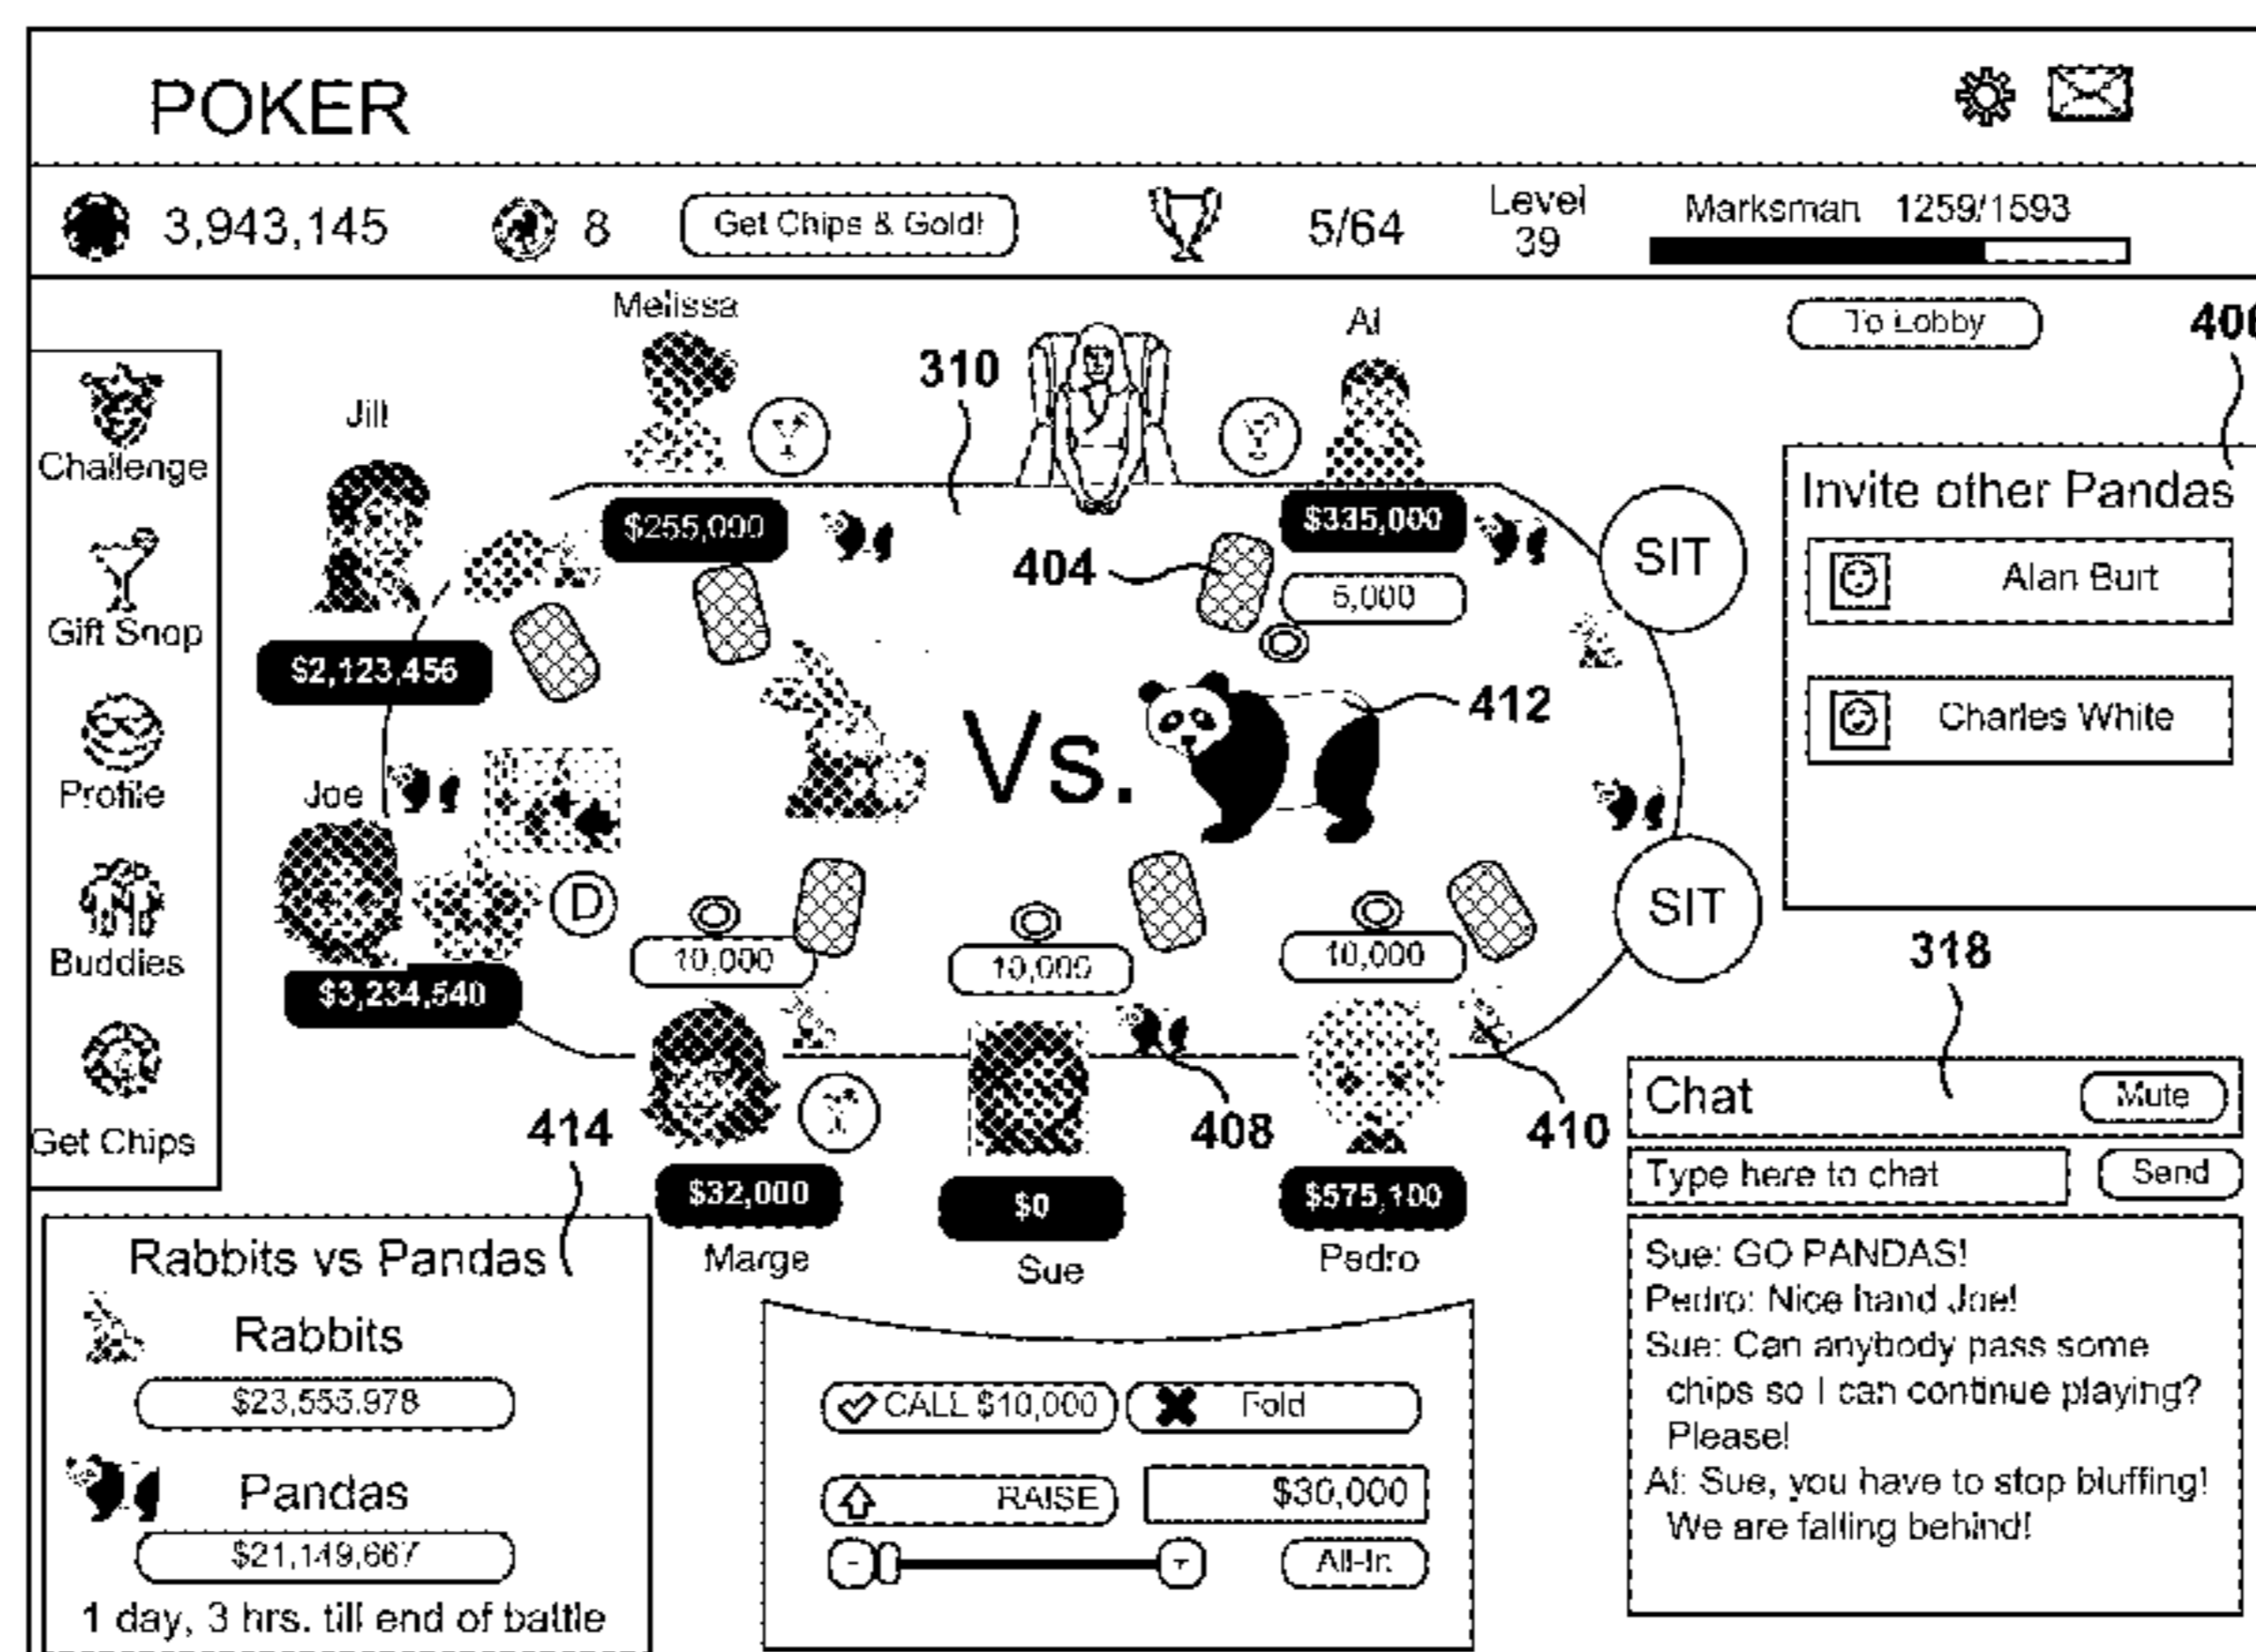 POKER
3,943,145
8
Get Chips & Gold!
5/64
Level
39
Marksman 1259/1593
Melissa
Al
To Lobby
310
Jill
Challenge
Gift Shop
Profile
Buddies
Get Chips
$255,000
$335,000
404
5,000
SIT
Invite other Pandas
Alan Burt
Charles White
$2,123,456
412
Vs.
Joe
D
SIT
10,000
10,000
10,000
$3,234,540
318
414
408
410
$32,000
$0
$575,100
Marge
Sue
Pedro
Chat
Mute
Type here to chat
Send
Sue: GO PANDAS!
Pedro: Nice hand Joe!
Sue: Can anybody pass some
chips so I can continue playing?
Please!
Al: Sue, you have to stop bluffing!
We are falling behind!
Rabbits vs Pandas
Rabbits
$23,555,978
Pandas
$21,149,667
1 day, 3 hrs. till end of battle
CALL $10,000
Fold
RAISE
$30,000
-
+
All-In